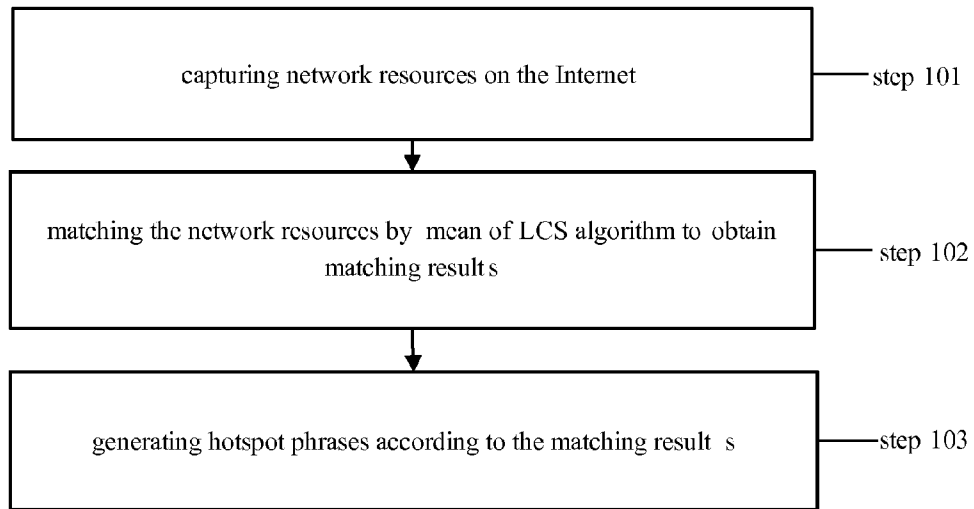 capturing network resources on the Internet
step 101
matching the network resources by mean of LCS algorithm to obtain
matching results
step 102
generating hotspot phrases according to the matching result s
step 103